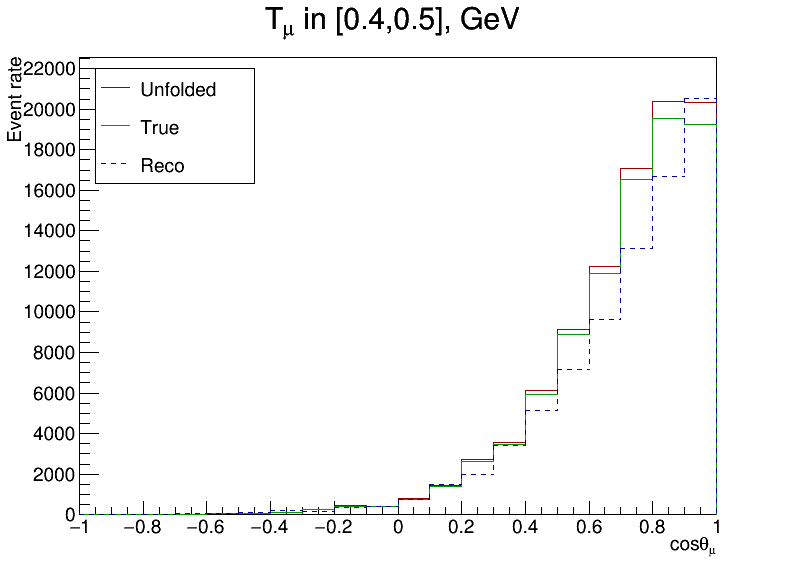 Tμ in [0.4,0.5], GeV
Event rate
22000
20000
18000
16000
14000
12000
10000
8000
6000
4000
2000
0
Unfolded
True
Reco
−1 −0.8 −0.6 −0.4 −0.2 0 0.2 0.4 0.6 0.8 1
cosθμ